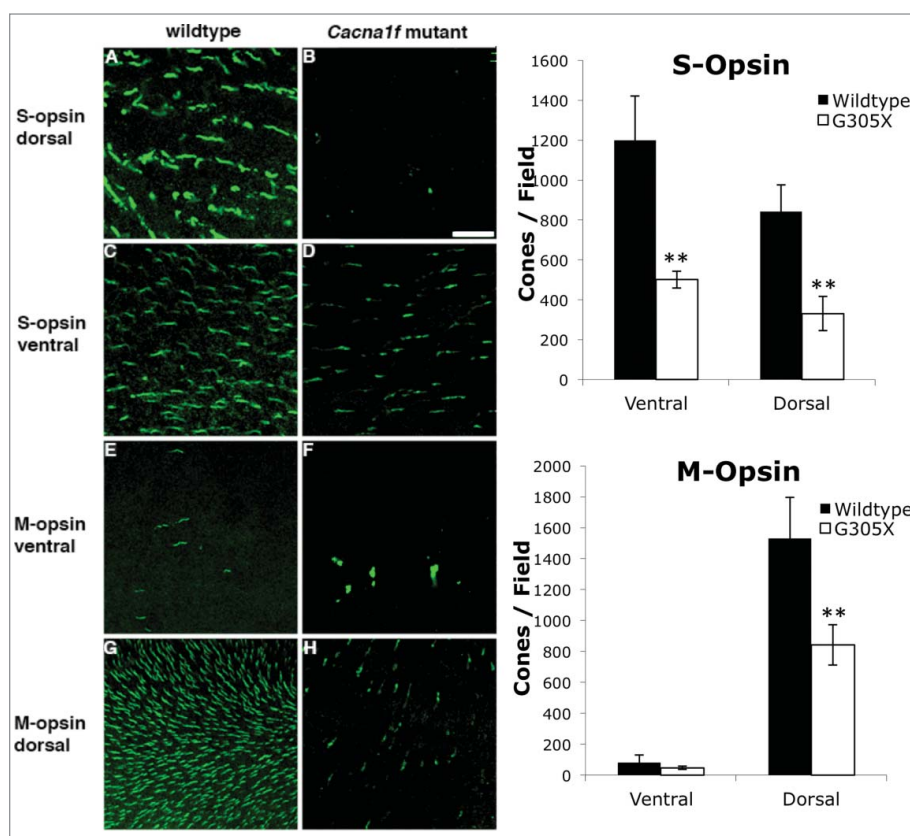 wildtype
Cacna1f mutant
S-opsin
dorsal
A
B
S-opsin
ventral
C
D
M-opsin
ventral
E
F
M-opsin
dorsal
G
H
S-Opsin
Cones / Field
1600
1400
1200
1000
800
600
400
200
0
Wildtype
G305X
**
**
Ventral
Dorsal
M-Opsin
Cones / Field
2000
1800
1600
1400
1200
1000
800
600
400
200
0
Wildtype
G305X
**
Ventral
Dorsal